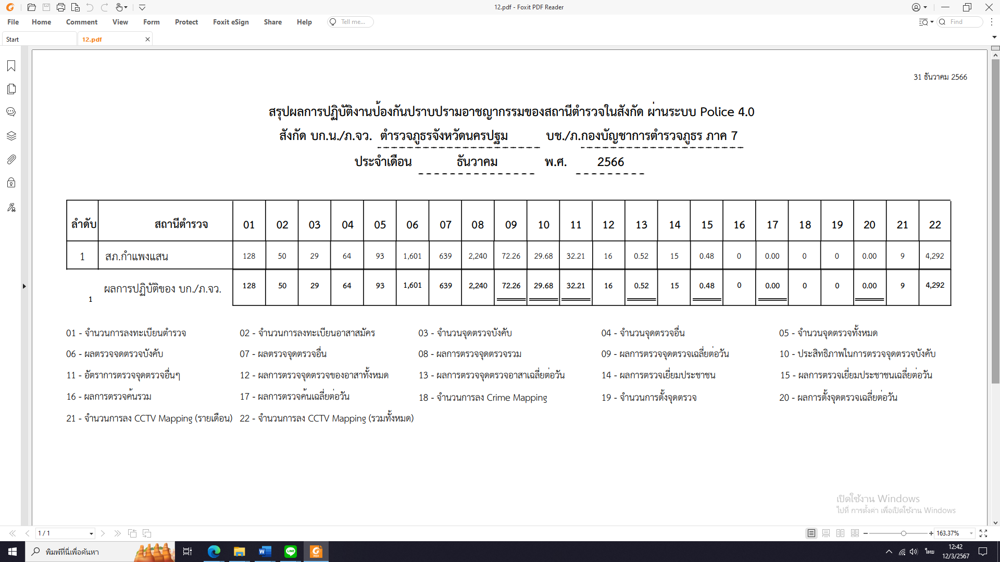 12.pdf - Foxit PDF Reader
File Home Comment View Form Protect Foxit eSign Share Help Tell me... Find
Start 12.pdf
31 ธันวาคม 2566
สรุปผลการปฏิบัติงานป้องกันปราบปรามอาชญากรรมของสถานีตำรวจในสังกัด ผ่านระบบ Police 4.0
สังกัด บก.น./ภ.จว. ตำรวจภูธรจังหวัดนครปฐม บช./ภ.กองบัญชาการตำรวจภูธร ภาค 7
ประจำเดือน ธันวาคม พ.ศ. 2566
ลำดับ สถานีตำรวจ 01 02 03 04 05 06 07 08 09 10 11 12 13 14 15 16 17 18 19 20 21 22
1 สภ.กำแพงแสน 128 50 29 64 93 1,601 639 2,240 72.26 29.68 32.21 16 0.52 15 0.48 0 0.00 0 0 0.00 9 4,292
1 ผลการปฏิบัติของ บก./ภ.จว. 128 50 29 64 93 1,601 639 2,240 72.26 29.68 32.21 16 0.52 15 0.48 0 0.00 0 0 0.00 9 4,292
01 - จำนวนการลงทะเบียนตำรวจ 02 - จำนวนการลงทะเบียนอาสาสมัคร 03 - จำนวนจุดตรวจบังคับ 04 - จำนวนจุดตรวจอื่น 05 - จำนวนจุดตรวจทั้งหมด
06 - ผลตรวจจดตรวจบังคับ 07 - ผลตรวจจุดตรวจอื่น 08 - ผลการตรวจจุดตรวจรวม 09 - ผลการตรวจจุดตรวจเฉลี่ยต่อวัน 10 - ประสิทธิภาพในการตรวจจุดตรวจบังคับ
11 - อัตราการตรวจจุดตรวจอื่นๆ 12 - ผลการตรวจจุดตรวจของอาสาทั้งหมด 13 - ผลการตรวจจุดตรวจอาสาเฉลี่ยต่อวัน 14 - ผลการตรวจเยี่ยมประชาชน 15 - ผลการตรวจเยี่ยมประชาชนเฉลี่ยต่อวัน
16 - ผลการตรวจค้นรวม 17 - ผลการตรวจค้นเฉลี่ยต่อวัน 18 - จำนวนการลง Crime Mapping 19 - จำนวนการตั้งจุดตรวจ 20 - ผลการตั้งจุดตรวจเฉลี่ยต่อวัน
21 - จำนวนการลง CCTV Mapping (รายเดือน) 22 - จำนวนการลง CCTV Mapping (รวมทั้งหมด)
เปิดใช้งาน Windows
ไปที่ การตั้งค่า เพื่อเปิดใช้งาน Windows
1 / 1 163.37%
พิมพ์ที่นี่เพื่อค้นหา ไทย 12:42
12/3/2567